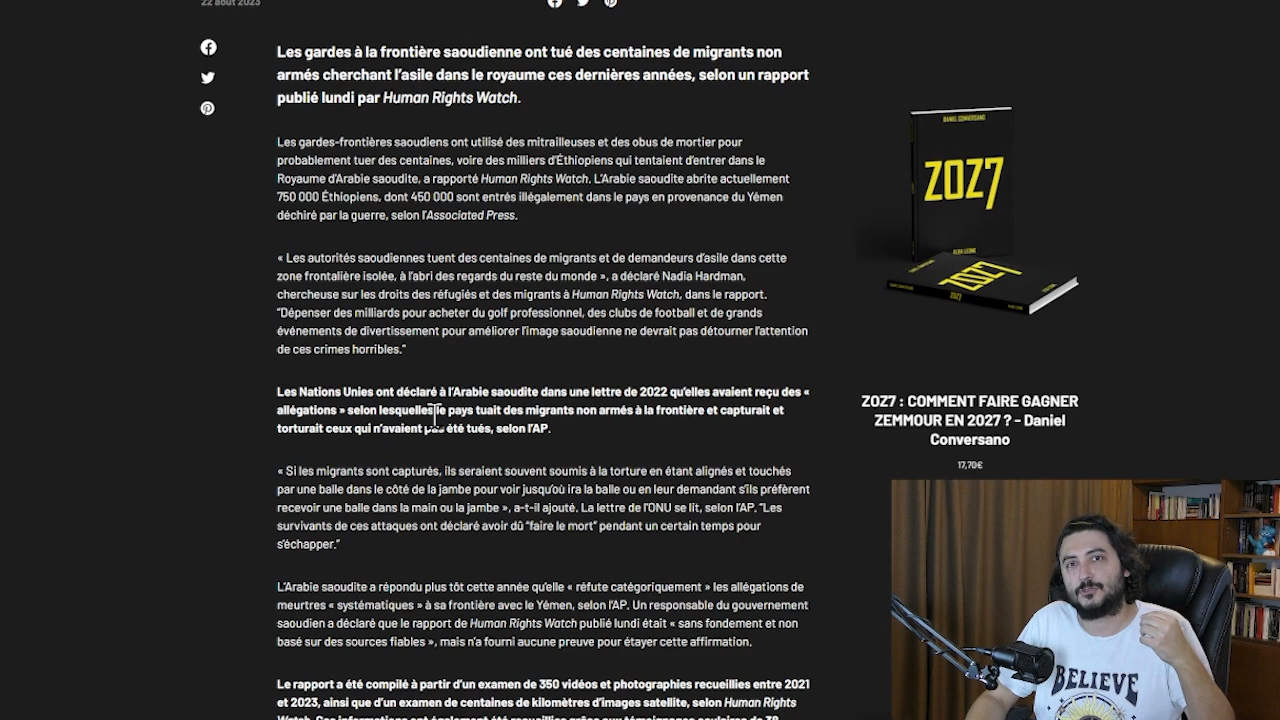 22 août 2023
Les gardes à la frontière saoudienne ont tué des centaines de migrants non
armés cherchant l'asile dans le royaume ces dernières années, selon un rapport
publié lundi par Human Rights Watch.
Les gardes-frontières saoudiens ont utilisé des mitrailleuses et des obus de mortier pour
probablement tuer des centaines, voire des milliers d'Éthiopiens qui tentaient d'entrer dans le
Royaume d'Arabie saoudite, a rapporté Human Rights Watch. L'Arabie saoudite abrite actuellement
750 000 Éthiopiens, dont 450 000 sont entrés illégalement dans le pays en provenance du Yémen
déchiré par la guerre, selon l'Associated Press.
« Les autorités saoudiennes tuent des centaines de migrants et de demandeurs d'asile dans cette
zone frontalière isolée, à l'abri des regards du reste du monde », a déclaré Nadia Hardman,
chercheuse sur les droits des réfugiés et des migrants à Human Rights Watch, dans le rapport.
"Dépenser des milliards pour acheter du golf professionnel, des clubs de football et de grands
événements de divertissement pour améliorer l'image saoudienne ne devrait pas détourner l'attention
de ces crimes horribles."
Les Nations Unies ont déclaré à l'Arabie saoudite dans une lettre de 2022 qu'elles avaient reçu des «
allégations » selon lesquelles le pays tuait des migrants non armés à la frontière et capturait et
torturait ceux qui n'avaient pas été tués, selon l'AP.
« Si les migrants sont capturés, ils seraient souvent soumis à la torture en étant alignés et touchés
par une balle dans le côté de la jambe pour voir jusqu'où ira la balle ou en leur demandant s'ils préfèrent
recevoir une balle dans la main ou la jambe », a-t-il ajouté. La lettre de l'ONU se lit, selon l'AP. "Les
survivants de ces attaques ont déclaré avoir dû "faire le mort" pendant un certain temps pour
s'échapper."
L'Arabie saoudite a répondu plus tôt cette année qu'elle « réfute catégoriquement » les allégations de
meurtres « systématiques » à sa frontière avec le Yémen, selon l'AP. Un responsable du gouvernement
saoudien a déclaré que le rapport de Human Rights Watch publié lundi était « sans fondement et non
basé sur des sources fiables », mais n'a fourni aucune preuve pour étayer cette affirmation.
Le rapport a été compilé à partir d'un examen de 350 vidéos et photographies recueillies entre 2021
et 2023, ainsi que d'un examen de centaines de kilomètres d'images satellite, selon Human Rights
Watch. Ces informations ont également été recueillies grâce aux témoignages oculaires de 38
DANIEL CONVERSANO
ZOZ7
ZOZ7
ZOZ7
ZOZ7 : COMMENT FAIRE GAGNER
ZEMMOUR EN 2027 ? - Daniel
Conversano
17,70€
BELIEVE